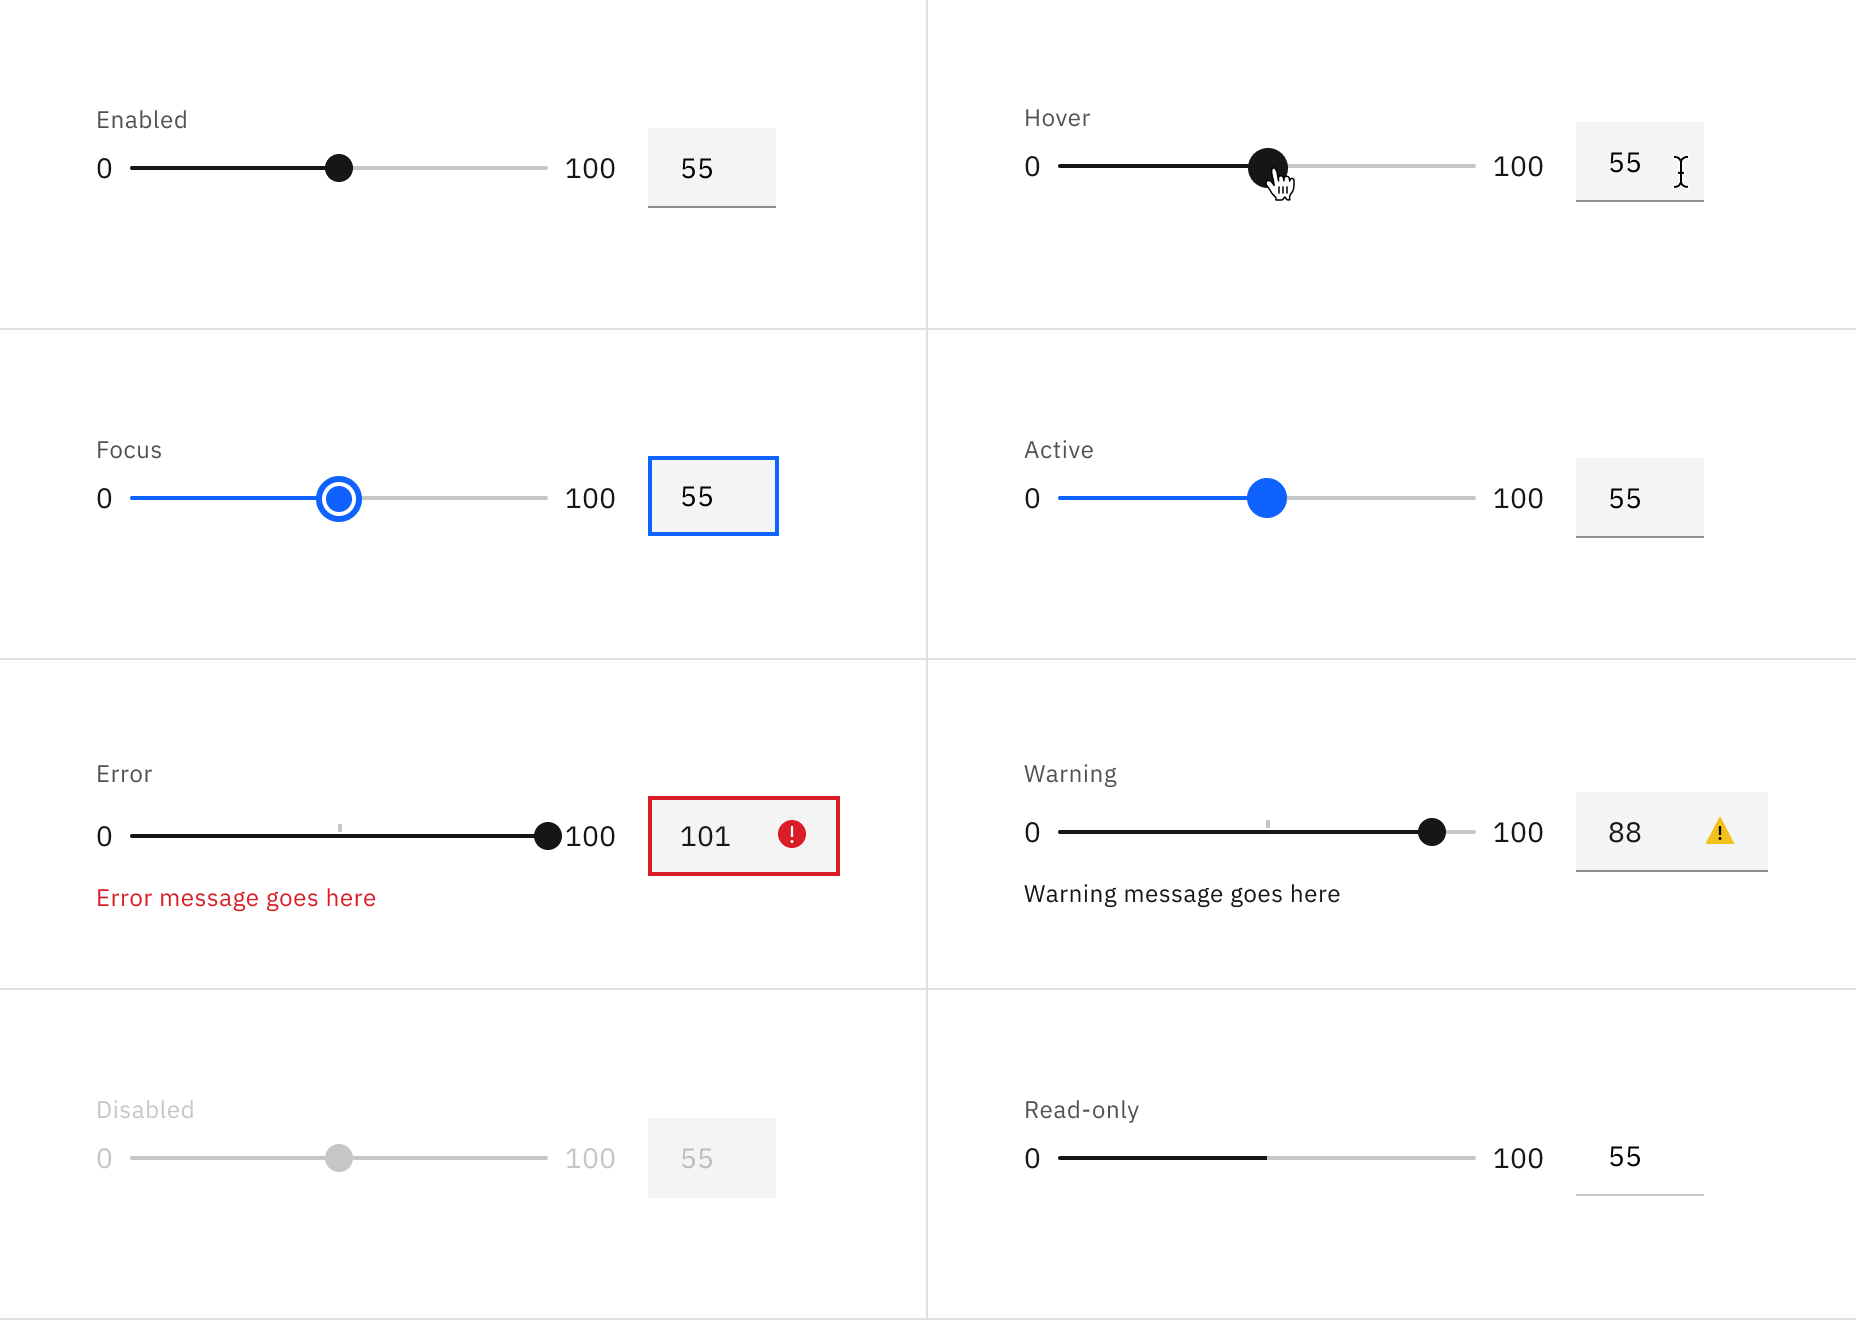 Enabled
0 100 55
Hover
0 100 55
Focus
0 100 55
Active
0 100 55
Error
0 100 101
Error message goes here
Warning
0 100 88
Warning message goes here
Disabled
0 100 55
Read-only
0 100 55